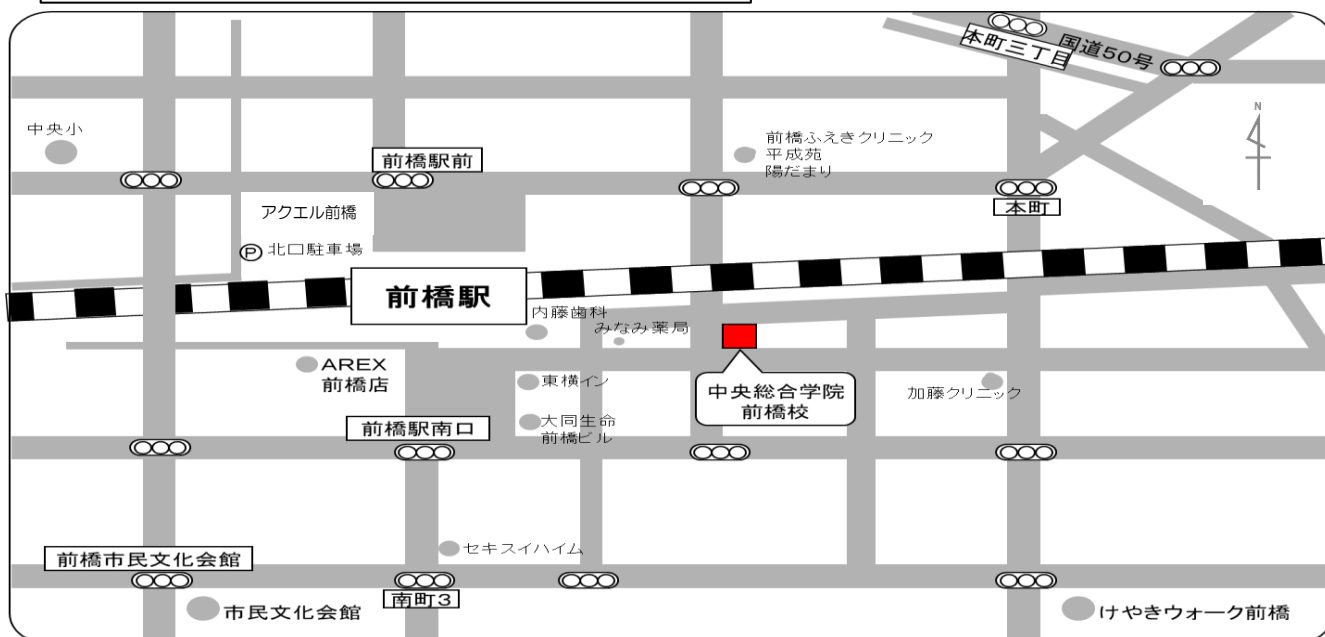 本町三丁目
国道50号
N
中央小
前橋駅前
前橋ふえきクリニック
平成苑
陽だまり
アクエル前橋
本町
P 北口駐車場
前橋駅
内藤歯科
みなみ薬局
AREX
前橋店
東横イン
中央総合学院
前橋校
加藤クリニック
大同生命
前橋ビル
前橋駅南口
セキスイハイム
前橋市民文化会館
南町3
市民文化会館
けやきウォーク前橋